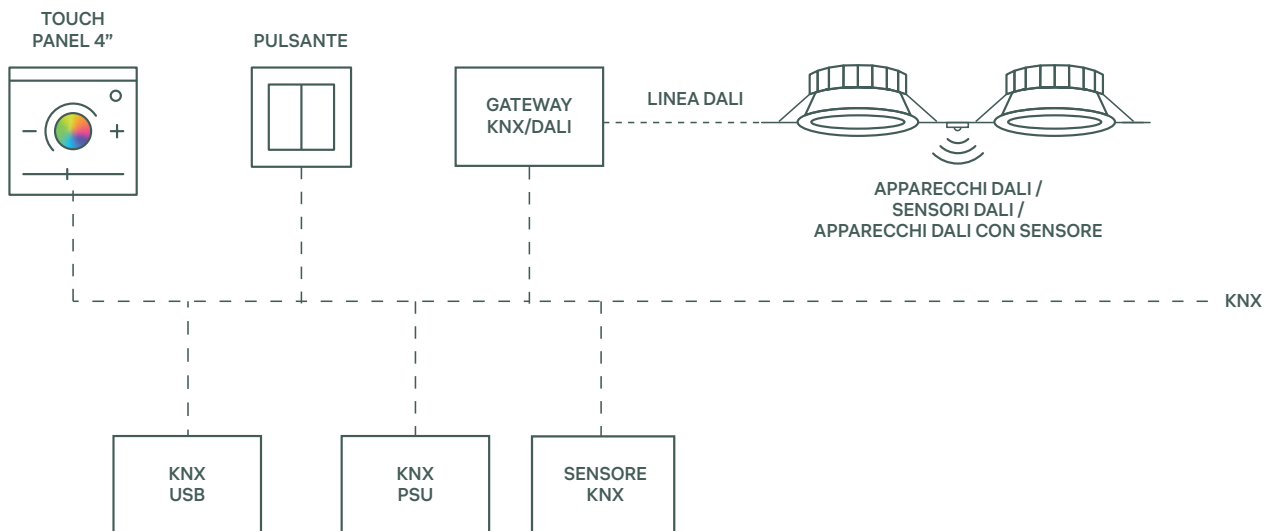 TOUCH
PANEL 4”
PULSANTE
GATEWAY
KNX/DALI
LINEA DALI
APPARECCHI DALI /
SENSORI DALI /
APPARECCHI DALI CON SENSORE
KNX
KNX
USB
KNX
PSU
SENSORE
KNX